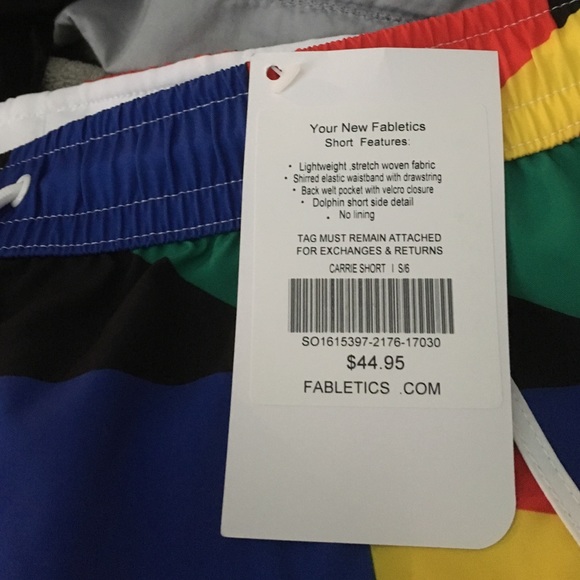 Your New Fabletics
Short Features:
• Lightweight ,stretch woven fabric
• Shirred elastic waistband with drawstring
• Back welt pocket with velcro closure
• Dolphin short side detail
• No lining
TAG MUST REMAIN ATTACHED
FOR EXCHANGES & RETURNS
CARRIE SHORT | S/6
SO1615397-2176-17030
$44.95
FABLETICS .COM